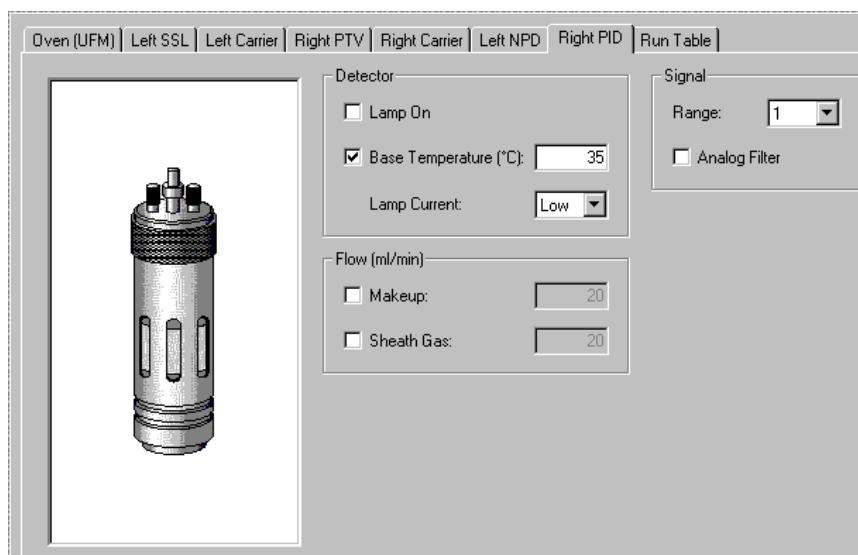 Oven (UFM) Left SSL Left Carrier Right PTV Right Carrier Left NPD Right PID Run Table
Detector
Lamp On
Base Temperature (°C): 35
Lamp Current: Low
Flow (ml/min)
Makeup: 20
Sheath Gas: 20
Signal
Range: 1
Analog Filter